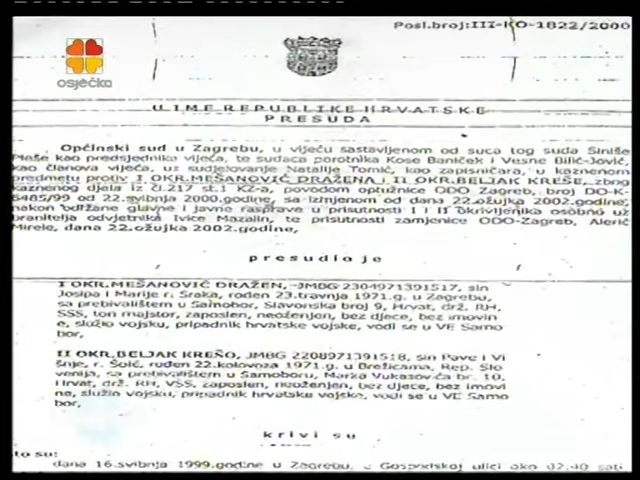 Posl.broj:III-KO-1822/2000
osječka
U IME REPUBLIKE HRVATSKE
PRESUDA
Općinski sud u Zagrebu, u vijeću sastavljenom od suca tog suda Siniše
Pleše kao predsjednika vijeća, te sudaca porotnika Kose Baniček i Vesne Bilić-Jović,
kao članova vijeća, u sudjelovanje Natalije Tomić, kao zapisničara, u kaznenom
predmetu protiv I OKR.MEŠANOVIĆ DRAŽENA i II OKR.BELJAK KREŠE, zbog
kaznenog djela iz čl.217 st.1 KZ-a, povodom optužnice ODO Zagreb, broj DO-K-
6485/99 od 22.svibnja 2000.godine, sa izmjenom od dana 22.ožujka 2002.godine,
nakon održane glavne i javne rasprave u prisutnosti I i II okrivljenika osobno uz
branitelja odvjetnika Ivice Mazalin, te prisutnosti zamjenice ODO-Zagreb, Alerić
Mirele, dana 22.ožujka 2002.godine,
presudio je
I OKR.MEŠANOVIĆ DRAŽEN, JMBG 2304971391517, sin
Josipa i Marije r. Sraka, rođen 23.travnja 1971.g. u Zagrebu,
sa prebivalištem u Samobor, Slavonska broj 9, Hrvat, drž. RH,
SSS, ton majstor, zaposlen, neoženjen, bez djece, bez imovin
e, služio vojsku, pripadnik hrvatske vojske, vodi se u VE Samo
bor,
II OKR.BELJAK KREŠO, JMBG 2208971391518, sin Pave i Vi
šnje, r. Šoić, rođen 22.kolovoza 1971.g. u Brežicama, Rep. Slo
venija, sa prebivalištem u Samoboru, Marka Vukasovića br. 10,
Hrvat, drž. RH, VSS, zaposlen, neoženjen, bez djece, bez imovi
ne, služio vojsku, pripadnik hrvatske vojske, vodi se u VE Samo
bor,
krivi su
što su:
dana 16.svibnja 1999.godine u Zagrebu, u Gospodskoj ulici oko 02,40 sati